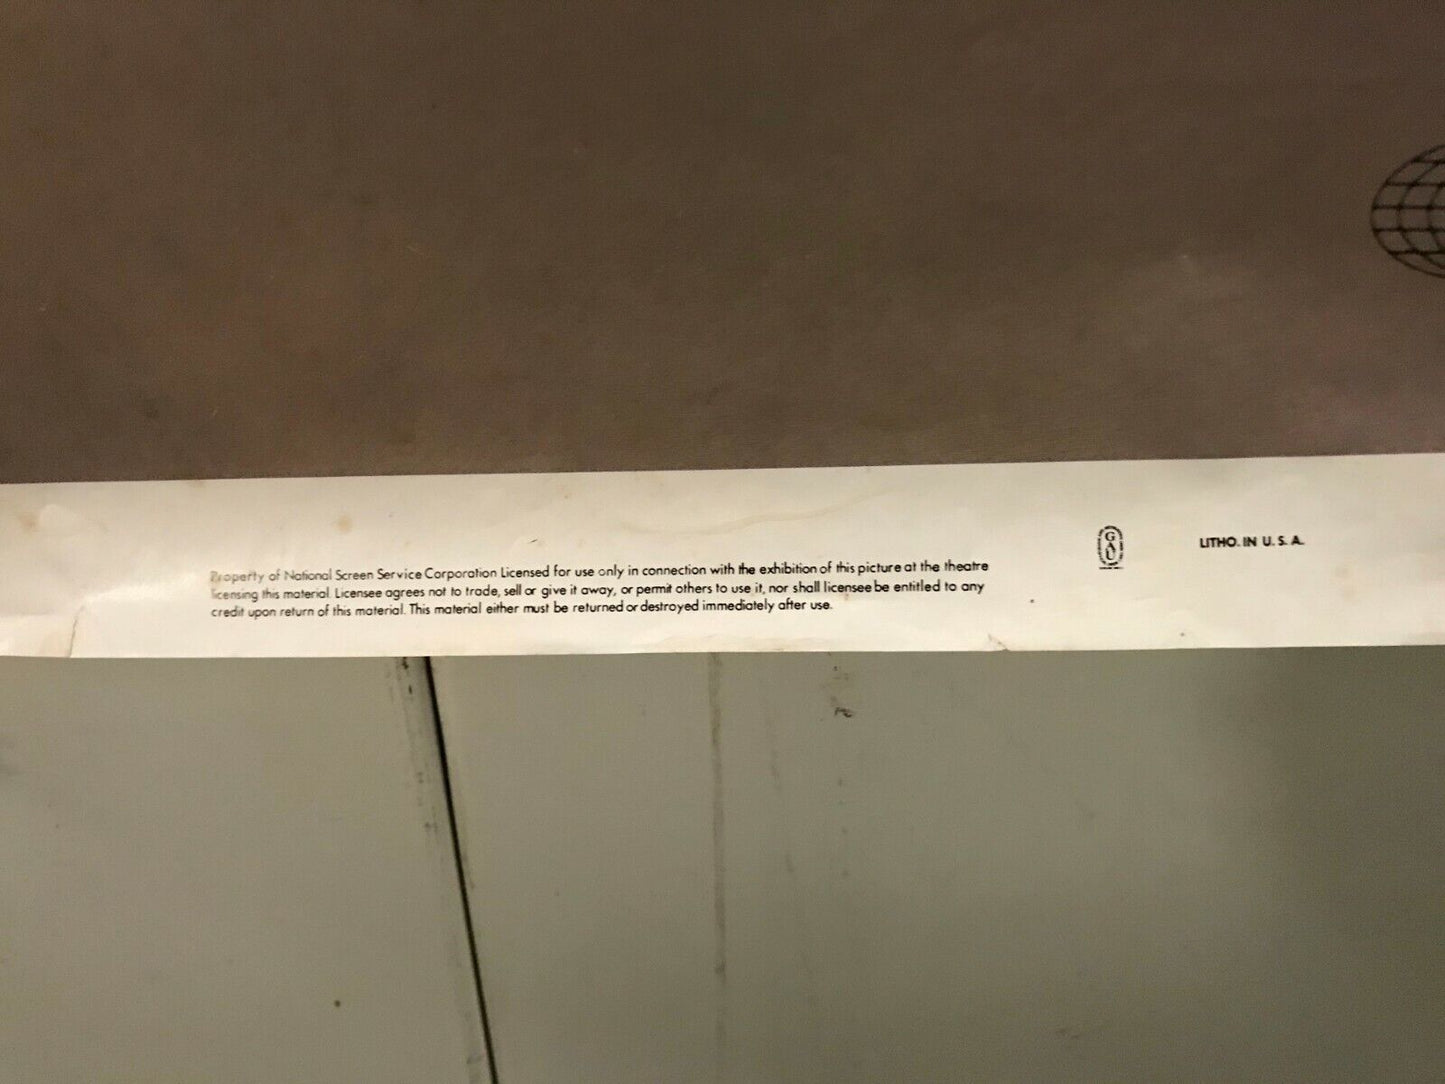 Property of National Screen Service Corporation Licensed for use only in connection with the exhibition of this picture at the theatre
licensing this material. Licensee agrees not to trade, sell or give it away, or permit others to use it, nor shall licensee be entitled to any
credit upon return of this material. This material either must be returned or destroyed immediately after use.
GAU
LITHO. IN U. S. A.